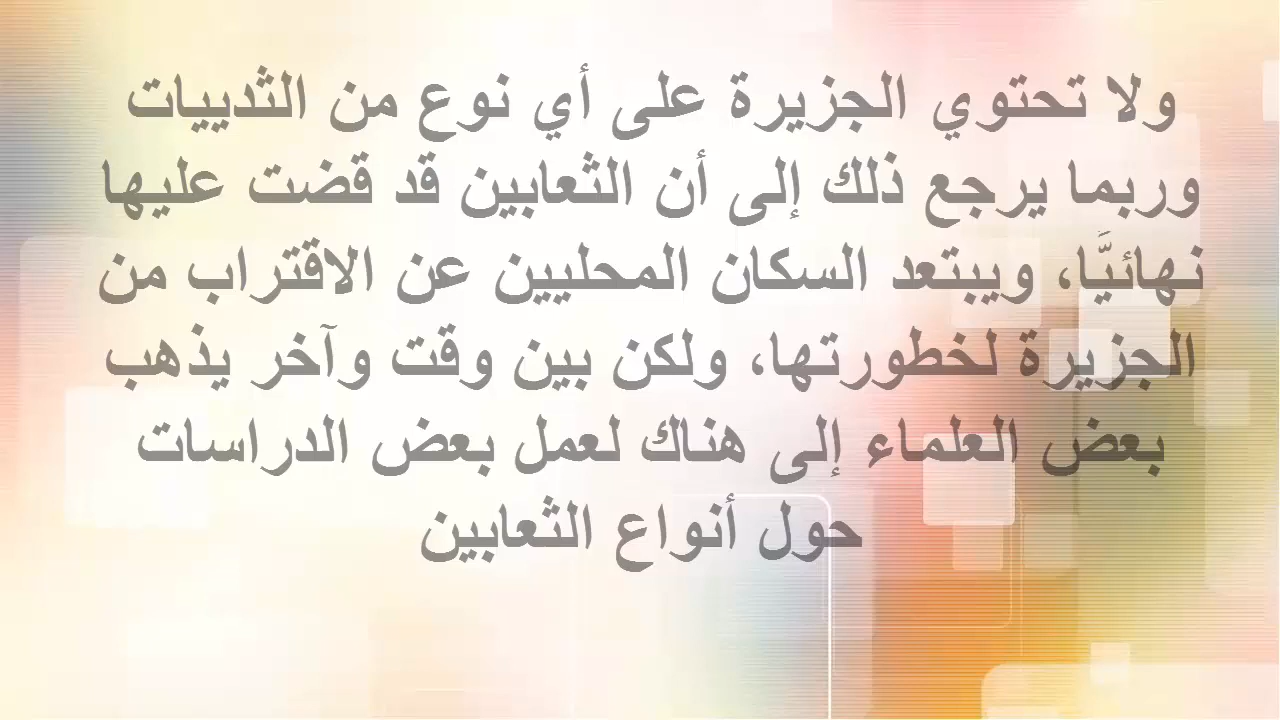 ولا تحتوي الجزيرة على أي نوع من الثدييات
وربما يرجع ذلك إلى أن الثعابين قد قضت عليها
نهائيَّا، ويبتعد السكان المحليين عن الاقتراب من
الجزيرة لخطورتها، ولكن بين وقت وآخر يذهب
بعض العلماء إلى هناك لعمل بعض الدراسات
حول أنواع الثعابين